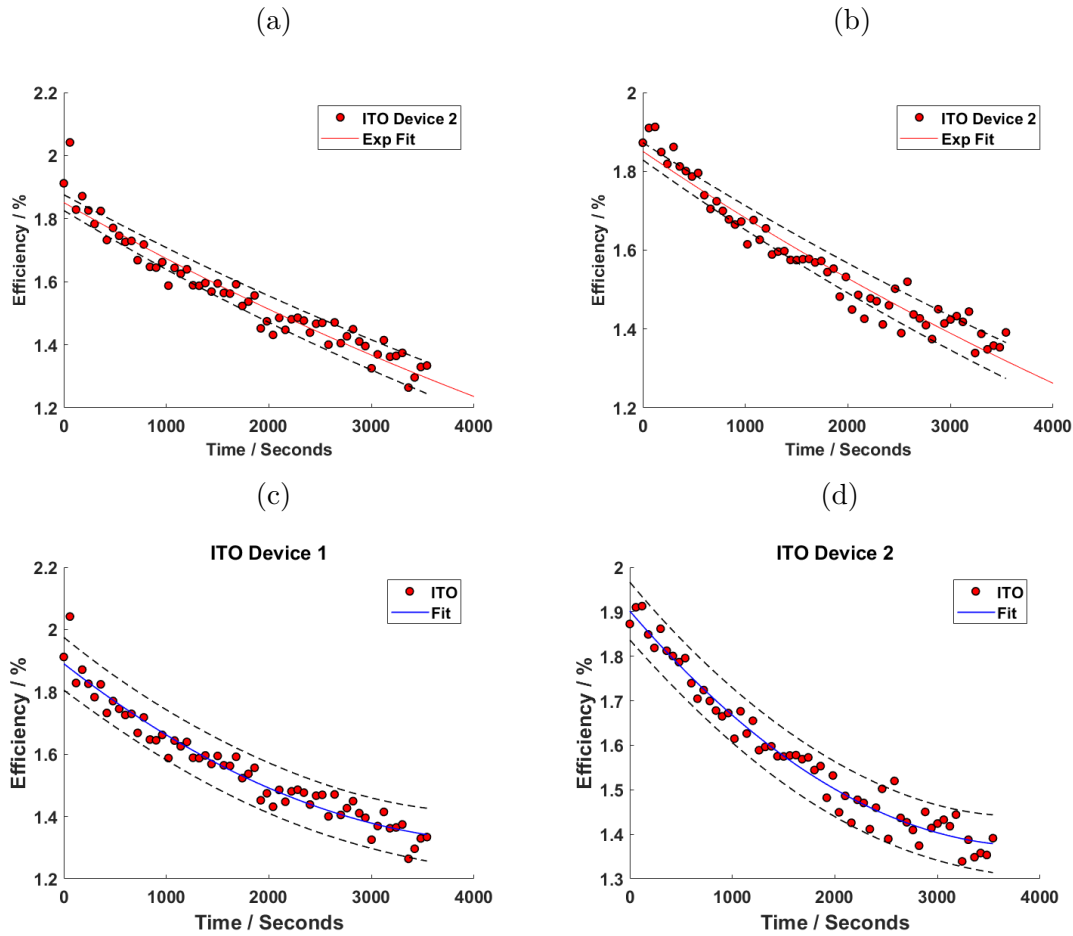 (a)
2.2
2
1.8
1.6
1.4
1.2
0
1000
2000
3000
4000
Efficiency / %
Time / Seconds
ITO Device 2
Exp Fit
(b)
2
1.8
1.6
1.4
1.2
0
1000
2000
3000
4000
Efficiency / %
Time / Seconds
ITO Device 2
Exp Fit
(c)
ITO Device 1
2.2
2
1.8
1.6
1.4
1.2
0
1000
2000
3000
4000
Efficiency / %
Time / Seconds
ITO
Fit
(d)
ITO Device 2
2
1.9
1.8
1.7
1.6
1.5
1.4
1.3
0
1000
2000
3000
4000
Efficiency / %
Time / Seconds
ITO
Fit